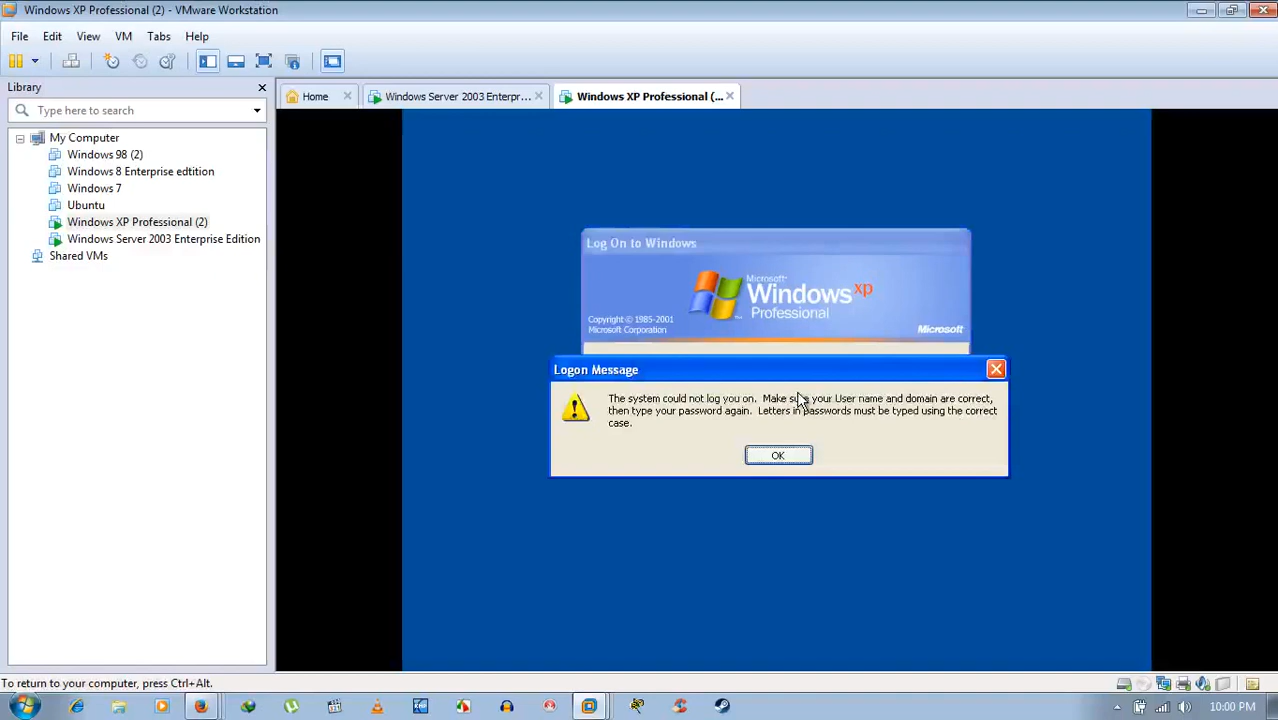 Windows XP Professional (2) - VMware Workstation
File Edit View VM Tabs Help
Library
Type here to search
My Computer
Windows 98 (2)
Windows 8 Enterprise edtition
Windows 7
Ubuntu
Windows XP Professional (2)
Windows Server 2003 Enterprise Edition
Shared VMs
Home Windows Server 2003 Enterpr... Windows XP Professional (...
Log On to Windows
Microsoft
Windows xp
Professional
Copyright © 1985-2001
Microsoft Corporation
Microsoft
Logon Message
The system could not log you on. Make sure your User name and domain are correct,
then type your password again. Letters in passwords must be typed using the correct
case.
OK
To return to your computer, press Ctrl+Alt.
10:00 PM